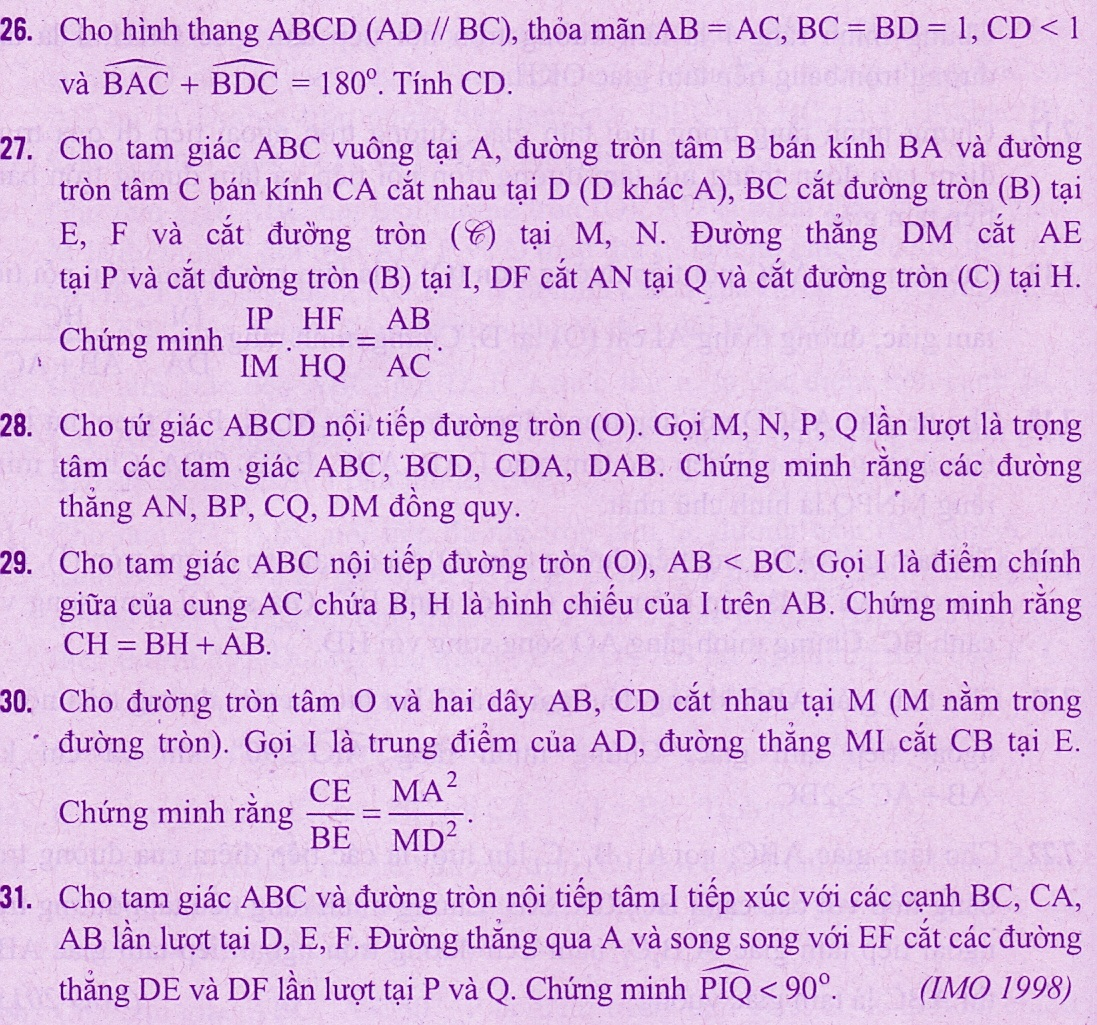 26. Cho hình thang ABCD (AD // BC), thỏa mãn AB = AC, BC = BD = 1, CD < 1
và $\widehat{BAC}$ + $\widehat{BDC}$ = 180°. Tính CD.
27. Cho tam giác ABC vuông tại A, đường tròn tâm B bán kính BA và đường
tròn tâm C bán kính CA cắt nhau tại D (D khác A), BC cắt đường tròn (B) tại
E, F và cắt đường tròn (𝒞) tại M, N. Đường thẳng DM cắt AE
tại P và cắt đường tròn (B) tại I, DF cắt AN tại Q và cắt đường tròn (C) tại H.
Chứng minh $\frac{IP}{IM} . \frac{HF}{HQ} = \frac{AB}{AC}$.
28. Cho tứ giác ABCD nội tiếp đường tròn (O). Gọi M, N, P, Q lần lượt là trọng
tâm các tam giác ABC, BCD, CDA, DAB. Chứng minh rằng các đường
thẳng AN, BP, CQ, DM đồng quy.
29. Cho tam giác ABC nội tiếp đường tròn (O), AB < BC. Gọi I là điểm chính
giữa của cung AC chứa B, H là hình chiếu của I trên AB. Chứng minh rằng
CH = BH + AB.
30. Cho đường tròn tâm O và hai dây AB, CD cắt nhau tại M (M nằm trong
đường tròn). Gọi I là trung điểm của AD, đường thẳng MI cắt CB tại E.
Chứng minh rằng $\frac{CE}{BE} = \frac{MA^2}{MD^2}$.
31. Cho tam giác ABC và đường tròn nội tiếp tâm I tiếp xúc với các cạnh BC, CA,
AB lần lượt tại D, E, F. Đường thẳng qua A và song song với EF cắt các đường
thẳng DE và DF lần lượt tại P và Q. Chứng minh $\widehat{PIQ}$ < 90°. (IMO 1998)